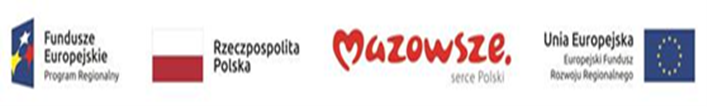 Fundusze
Europejskie
Program Regionalny
Rzeczpospolita
Polska
Mazowsze.
serce Polski
Unia Europejska
Europejski Fundusz
Rozwoju Regionalnego